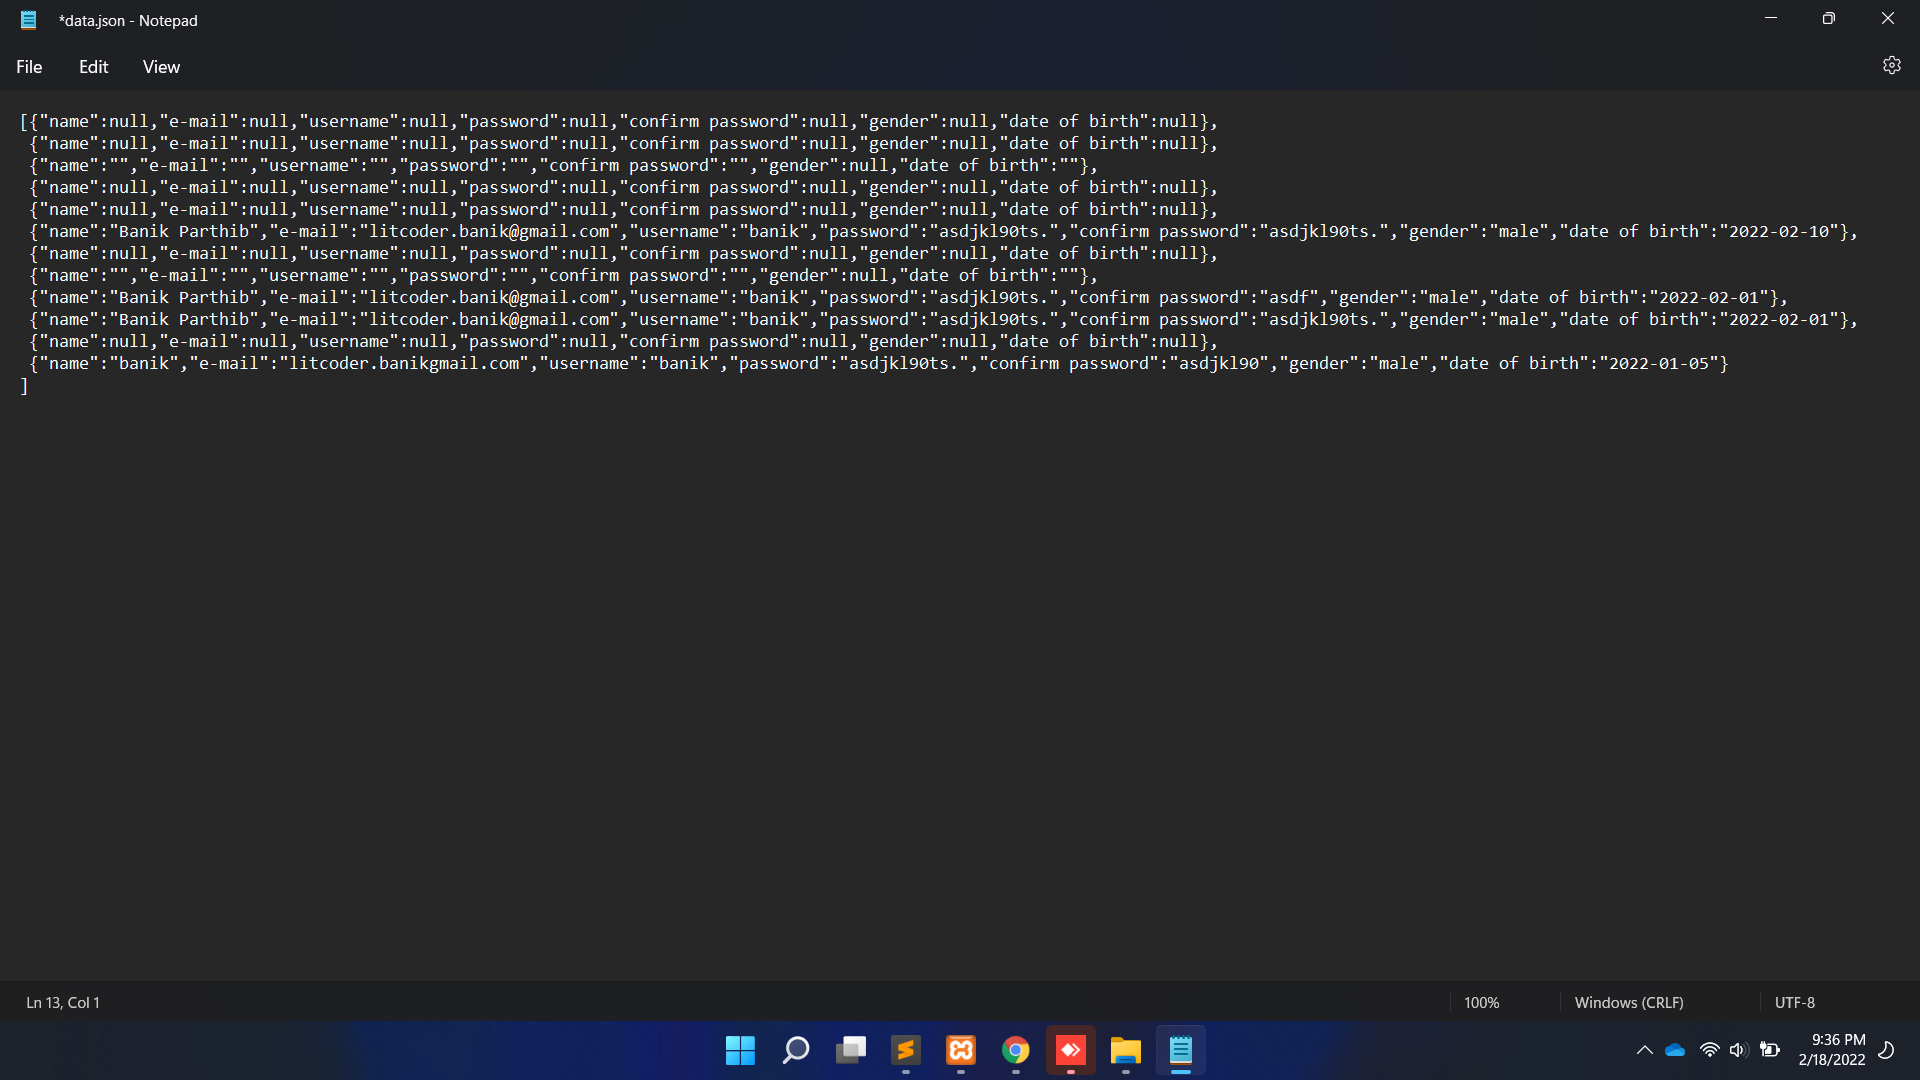 *data.json - Notepad
File Edit View
[{"name":null,"e-mail":null,"username":null,"password":null,"confirm password":null,"gender":null,"date of birth":null},
{"name":null,"e-mail":null,"username":null,"password":null,"confirm password":null,"gender":null,"date of birth":null},
{"name":"","e-mail":"","username":"","password":"","confirm password":"","gender":null,"date of birth":""},
{"name":null,"e-mail":null,"username":null,"password":null,"confirm password":null,"gender":null,"date of birth":null},
{"name":null,"e-mail":null,"username":null,"password":null,"confirm password":null,"gender":null,"date of birth":null},
{"name":"Banik Parthib","e-mail":"litcoder.banik@gmail.com","username":"banik","password":"asdjkl90ts.","confirm password":"asdjkl90ts.","gender":"male","date of birth":"2022-02-10"},
{"name":null,"e-mail":null,"username":null,"password":null,"confirm password":null,"gender":null,"date of birth":null},
{"name":"","e-mail":"","username":"","password":"","confirm password":"","gender":null,"date of birth":""},
{"name":"Banik Parthib","e-mail":"litcoder.banik@gmail.com","username":"banik","password":"asdjkl90ts.","confirm password":"asdf","gender":"male","date of birth":"2022-02-01"},
{"name":"Banik Parthib","e-mail":"litcoder.banik@gmail.com","username":"banik","password":"asdjkl90ts.","confirm password":"asdjkl90ts.","gender":"male","date of birth":"2022-02-01"},
{"name":null,"e-mail":null,"username":null,"password":null,"confirm password":null,"gender":null,"date of birth":null},
{"name":"banik","e-mail":"litcoder.banikgmail.com","username":"banik","password":"asdjkl90ts.","confirm password":"asdjkl90","gender":"male","date of birth":"2022-01-05"}
]
Ln 13, Col 1 100% Windows (CRLF) UTF-8
9:36 PM
2/18/2022